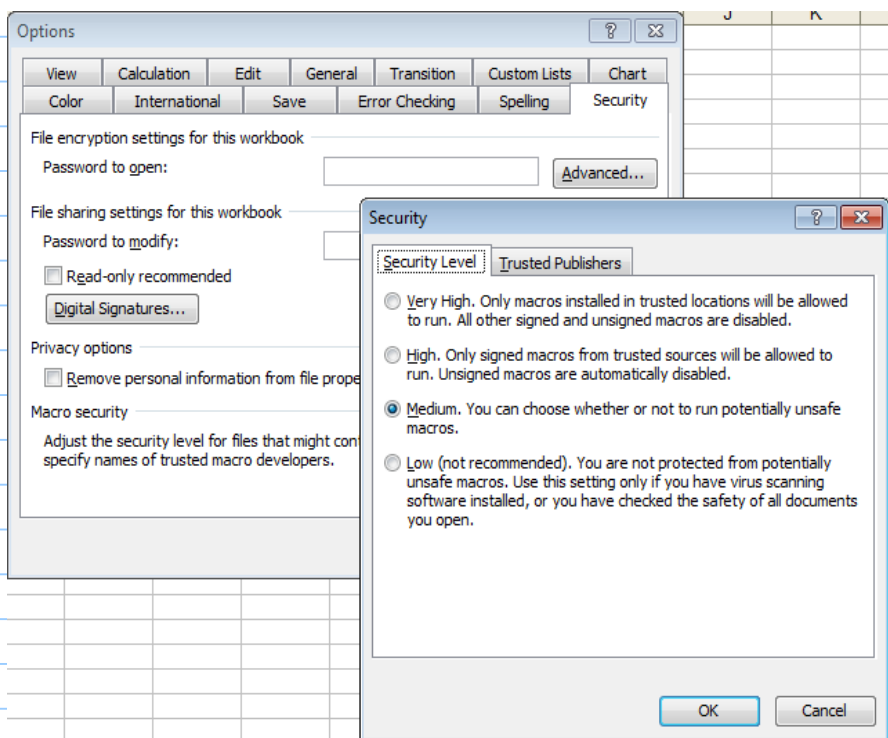 J K
Options
View Calculation Edit General Transition Custom Lists Chart
Color International Save Error Checking Spelling Security
File encryption settings for this workbook
Password to open:
Advanced...
File sharing settings for this workbook
Password to modify:
Read-only recommended
Digital Signatures...
Privacy options
Remove personal information from file prope
Macro security
Adjust the security level for files that might con
specify names of trusted macro developers.
Security
Security Level Trusted Publishers
Very High. Only macros installed in trusted locations will be allowed
to run. All other signed and unsigned macros are disabled.
High. Only signed macros from trusted sources will be allowed to
run. Unsigned macros are automatically disabled.
Medium. You can choose whether or not to run potentially unsafe
macros.
Low (not recommended). You are not protected from potentially
unsafe macros. Use this setting only if you have virus scanning
software installed, or you have checked the safety of all documents
you open.
OK Cancel